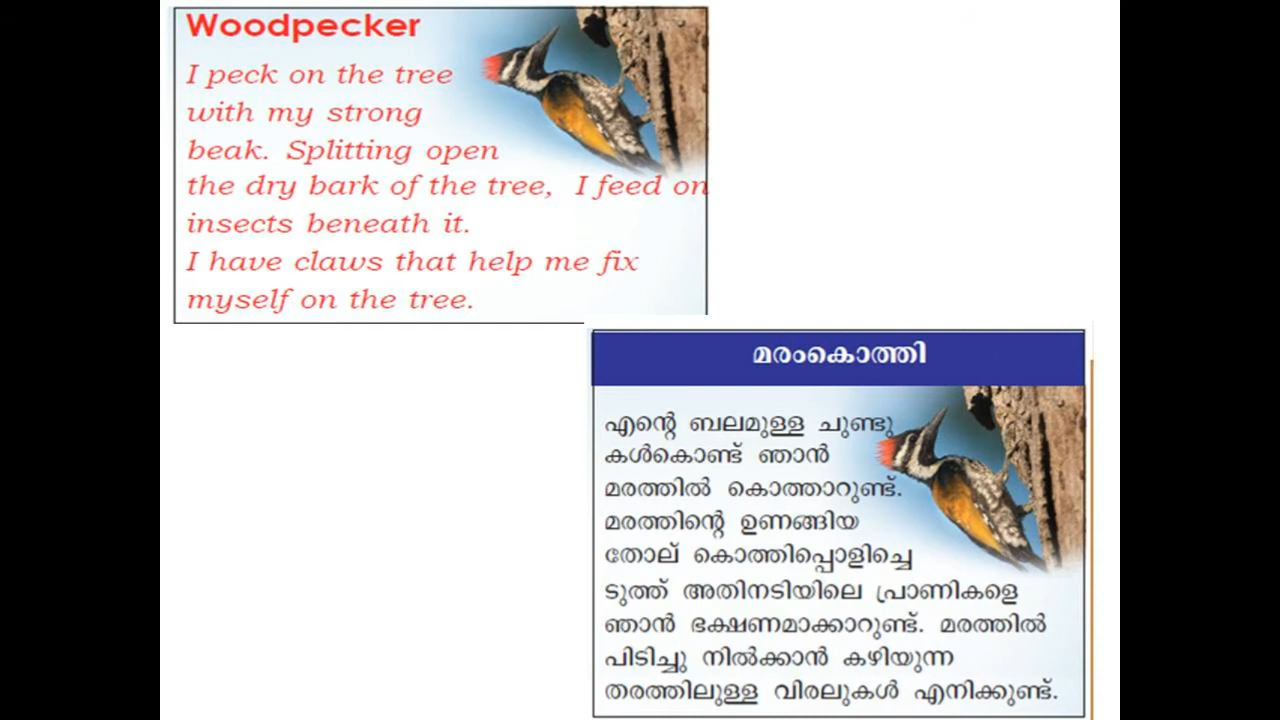 Woodpecker
I peck on the tree
with my strong
beak. Splitting open
the dry bark of the tree, I feed on
insects beneath it.
I have claws that help me fix
myself on the tree.
മരംകൊത്തി
എന്റെ ബലമുള്ള ചുണ്ടു
കൾകൊണ്ട് ഞാൻ
മരത്തിൽ കൊത്താറുണ്ട്.
മരത്തിന്റെ ഉണങ്ങിയ
തോല് കൊത്തിപ്പൊളിച്ചെ
ടുത്ത് അതിനടിയിലെ പ്രാണികളെ
ഞാൻ ഭക്ഷണമാക്കാറുണ്ട്. മരത്തിൽ
പിടിച്ചു നിൽക്കാൻ കഴിയുന്ന
തരത്തിലുള്ള വിരലുകൾ എനിക്കുണ്ട്.